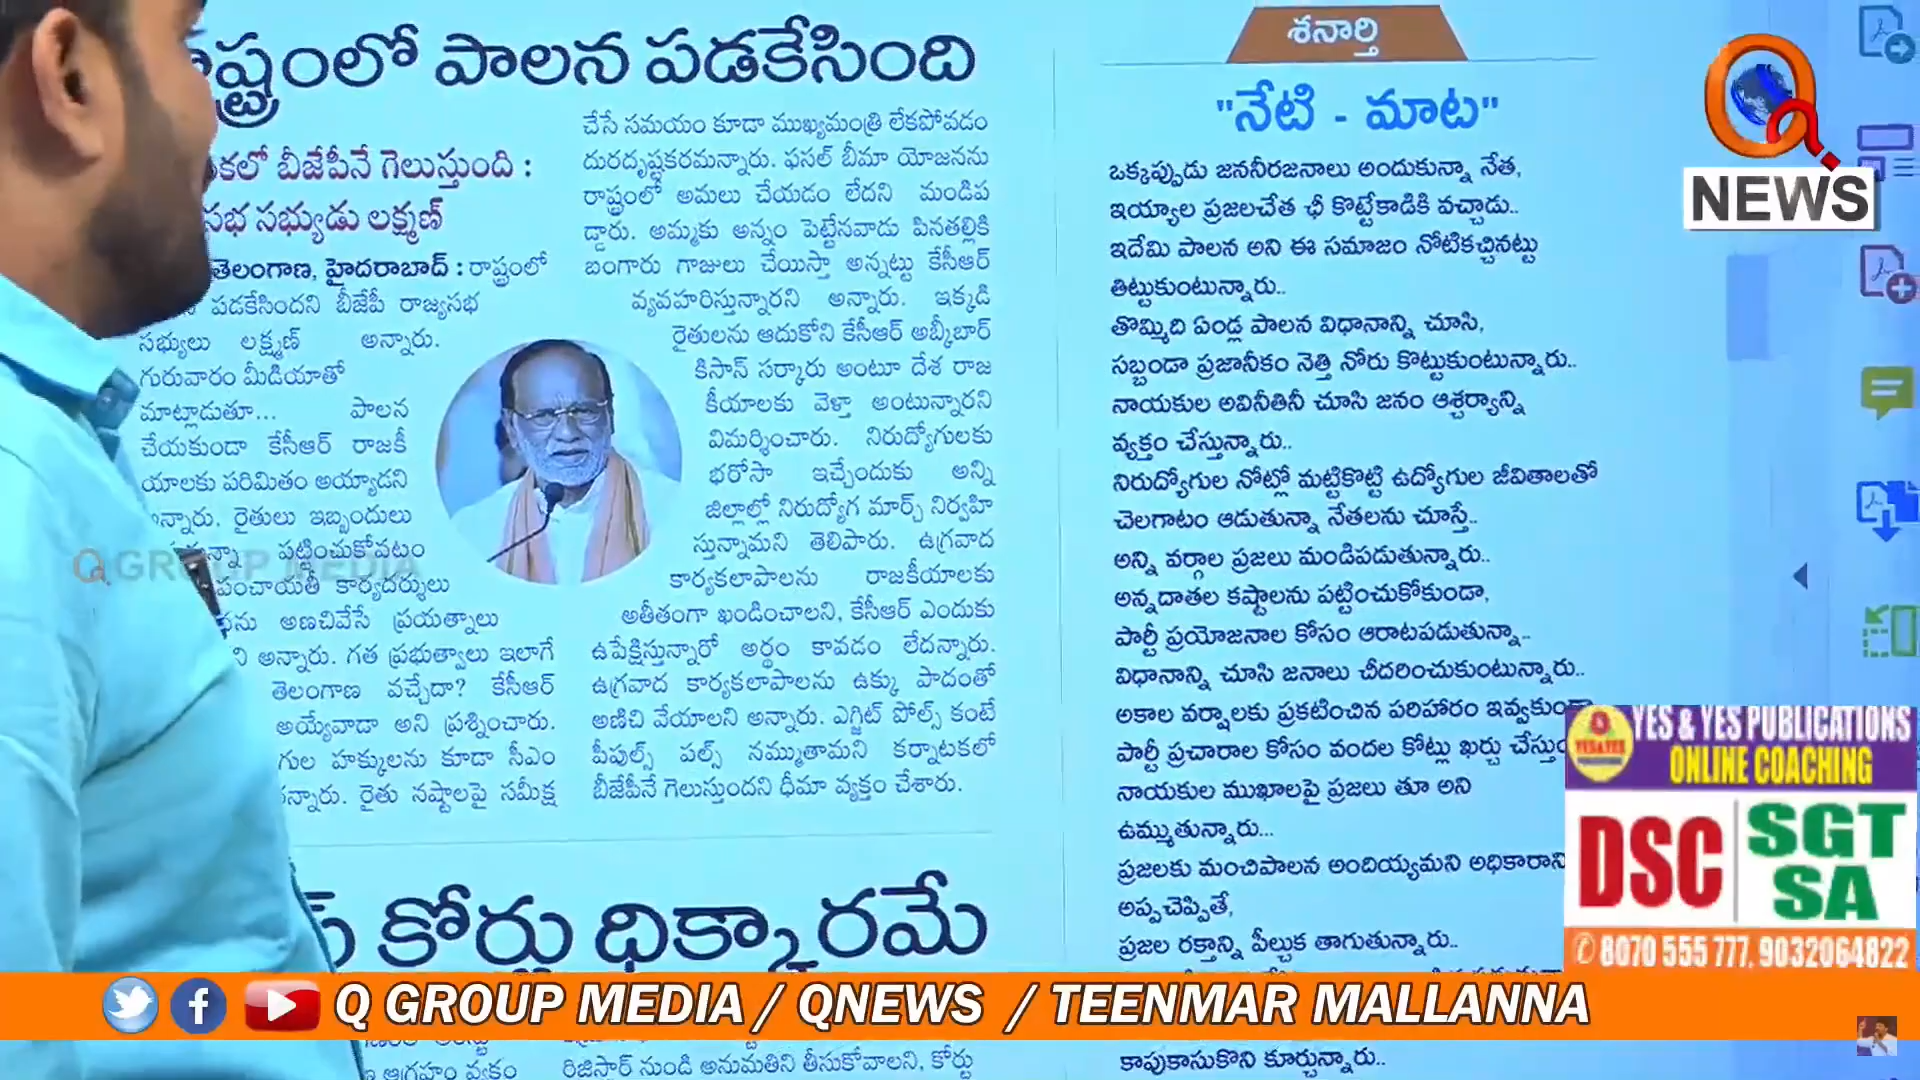 పాలన పడకేసింది
బీజేపీనే గెలుస్తుంది :
సభ్యుడు లక్ష్మణ్
తెలంగాణ, హైదరాబాద్ : రాష్ట్రంలో
పడకేసిందని బీజేపీ రాజ్యసభ
సభ్యులు లక్ష్మణ్ అన్నారు.
గురువారం మీడియాతో
మాట్లాడుతూ... పాలన
చేయకుండా కేసీఆర్ రాజకీ
యాలకు పరిమితం అయ్యాడని
రైతులు ఇబ్బందులు
పట్టించుకోవటం
పంచాయతీ కార్యదర్శులు
అణచివేసే ప్రయత్నాలు
అన్నారు. గత ప్రభుత్వాలు ఇలాగే
తెలంగాణ వచ్చేదా? కేసీఆర్
అయ్యేవాడా అని ప్రశ్నించారు.
హక్కులను కూడా సీఎం
రైతు నష్టాలపై సమీక్ష
చేసే సమయం కూడా ముఖ్యమంత్రి లేకపోవడం
దురదృష్టకరమన్నారు. ఫసల్ బీమా యోజనను
రాష్ట్రంలో అమలు చేయడం లేదని మండిప
డ్డారు. అమ్మకు అన్నం పెట్టేనవాడు పినతల్లికి
బంగారు గాజులు చేయిస్తా అన్నట్టు కేసీఆర్
వ్యవహరిస్తున్నారని అన్నారు. ఇక్కడి
రైతులను ఆదుకోని కేసీఆర్ అబ్కీబార్
కిసాన్ సర్కారు అంటూ దేశ రాజ
కీయాలకు వెళ్తా అంటున్నారని
విమర్శించారు. నిరుద్యోగులకు
భరోసా ఇచ్చేందుకు అన్ని
జిల్లాల్లో నిరుద్యోగ మార్చ్ నిర్వహి
స్తున్నామని తెలిపారు. ఉగ్రవాద
కార్యకలాపాలను రాజకీయాలకు
అతీతంగా ఖండించాలని, కేసీఆర్ ఎందుకు
ఉపేక్షిస్తున్నారో అర్థం కావడం లేదన్నారు.
ఉగ్రవాద కార్యకలాపాలను ఉక్కు పాదంతో
అణిచి వేయాలని అన్నారు. ఎగ్జిట్ పోల్స్ కంటే
పీపుల్స్ పల్స్ నమ్ముతామని కర్నాటకలో
బీజేపీనే గెలుస్తుందని ధీమా వ్యక్తం చేశారు.
కోర్టు ధిక్కారమే
రిజిస్ట్రార్ నుండి అనుమతిని తీసుకోవాలని, కోర్టు
శనార్తి
"నేటి - మాట"
ఒక్కప్పుడు జననీరజనాలు అందుకున్నా నేత,
ఇయ్యాల ప్రజలచేత ఛీ కొట్టేకాడికి వచ్చాడు..
ఇదేమి పాలన అని ఈ సమాజం నోటికచ్చినట్టు
తిట్టుకుంటున్నారు..
తొమ్మిది ఏండ్ల పాలన విధానాన్ని చూసి,
సబ్బండా ప్రజానీకం నెత్తి నోరు కొట్టుకుంటున్నారు..
నాయకుల అవినీతినీ చూసి జనం ఆశ్చర్యాన్ని
వ్యక్తం చేస్తున్నారు..
నిరుద్యోగుల నోట్లో మట్టికొట్టి ఉద్యోగుల జీవితాలతో
చెలగాటం ఆడుతున్నా నేతలను చూస్తే..
అన్ని వర్గాల ప్రజలు మండిపడుతున్నారు..
అన్నదాతల కష్టాలను పట్టించుకోకుండా,
పార్టీ ప్రయోజనాల కోసం ఆరాటపడుతున్నా..
విధానాన్ని చూసి జనాలు చీదరించుకుంటున్నారు..
అకాల వర్షాలకు ప్రకటించిన పరిహారం
పార్టీ ప్రచారాల కోసం వందల కోట్లు ఖర్చు
నాయకుల ముఖాలపై ప్రజలు తూ అని
ఉమ్ముతున్నారు...
ప్రజలకు మంచిపాలన అందియ్యమని
అప్పచెప్పితే,
ప్రజల రక్తాన్ని పీల్చుక తాగుతున్నారు..
కాపుకాసుకొని కూర్చున్నారు..
Q
NEWS
Q GROUP MEDIA
YES & YES PUBLICATIONS
ONLINE COACHING
DSC SGT
SA
8070 555 777, 9032064822
Q GROUP MEDIA / QNEWS / TEENMAR MALLANNA